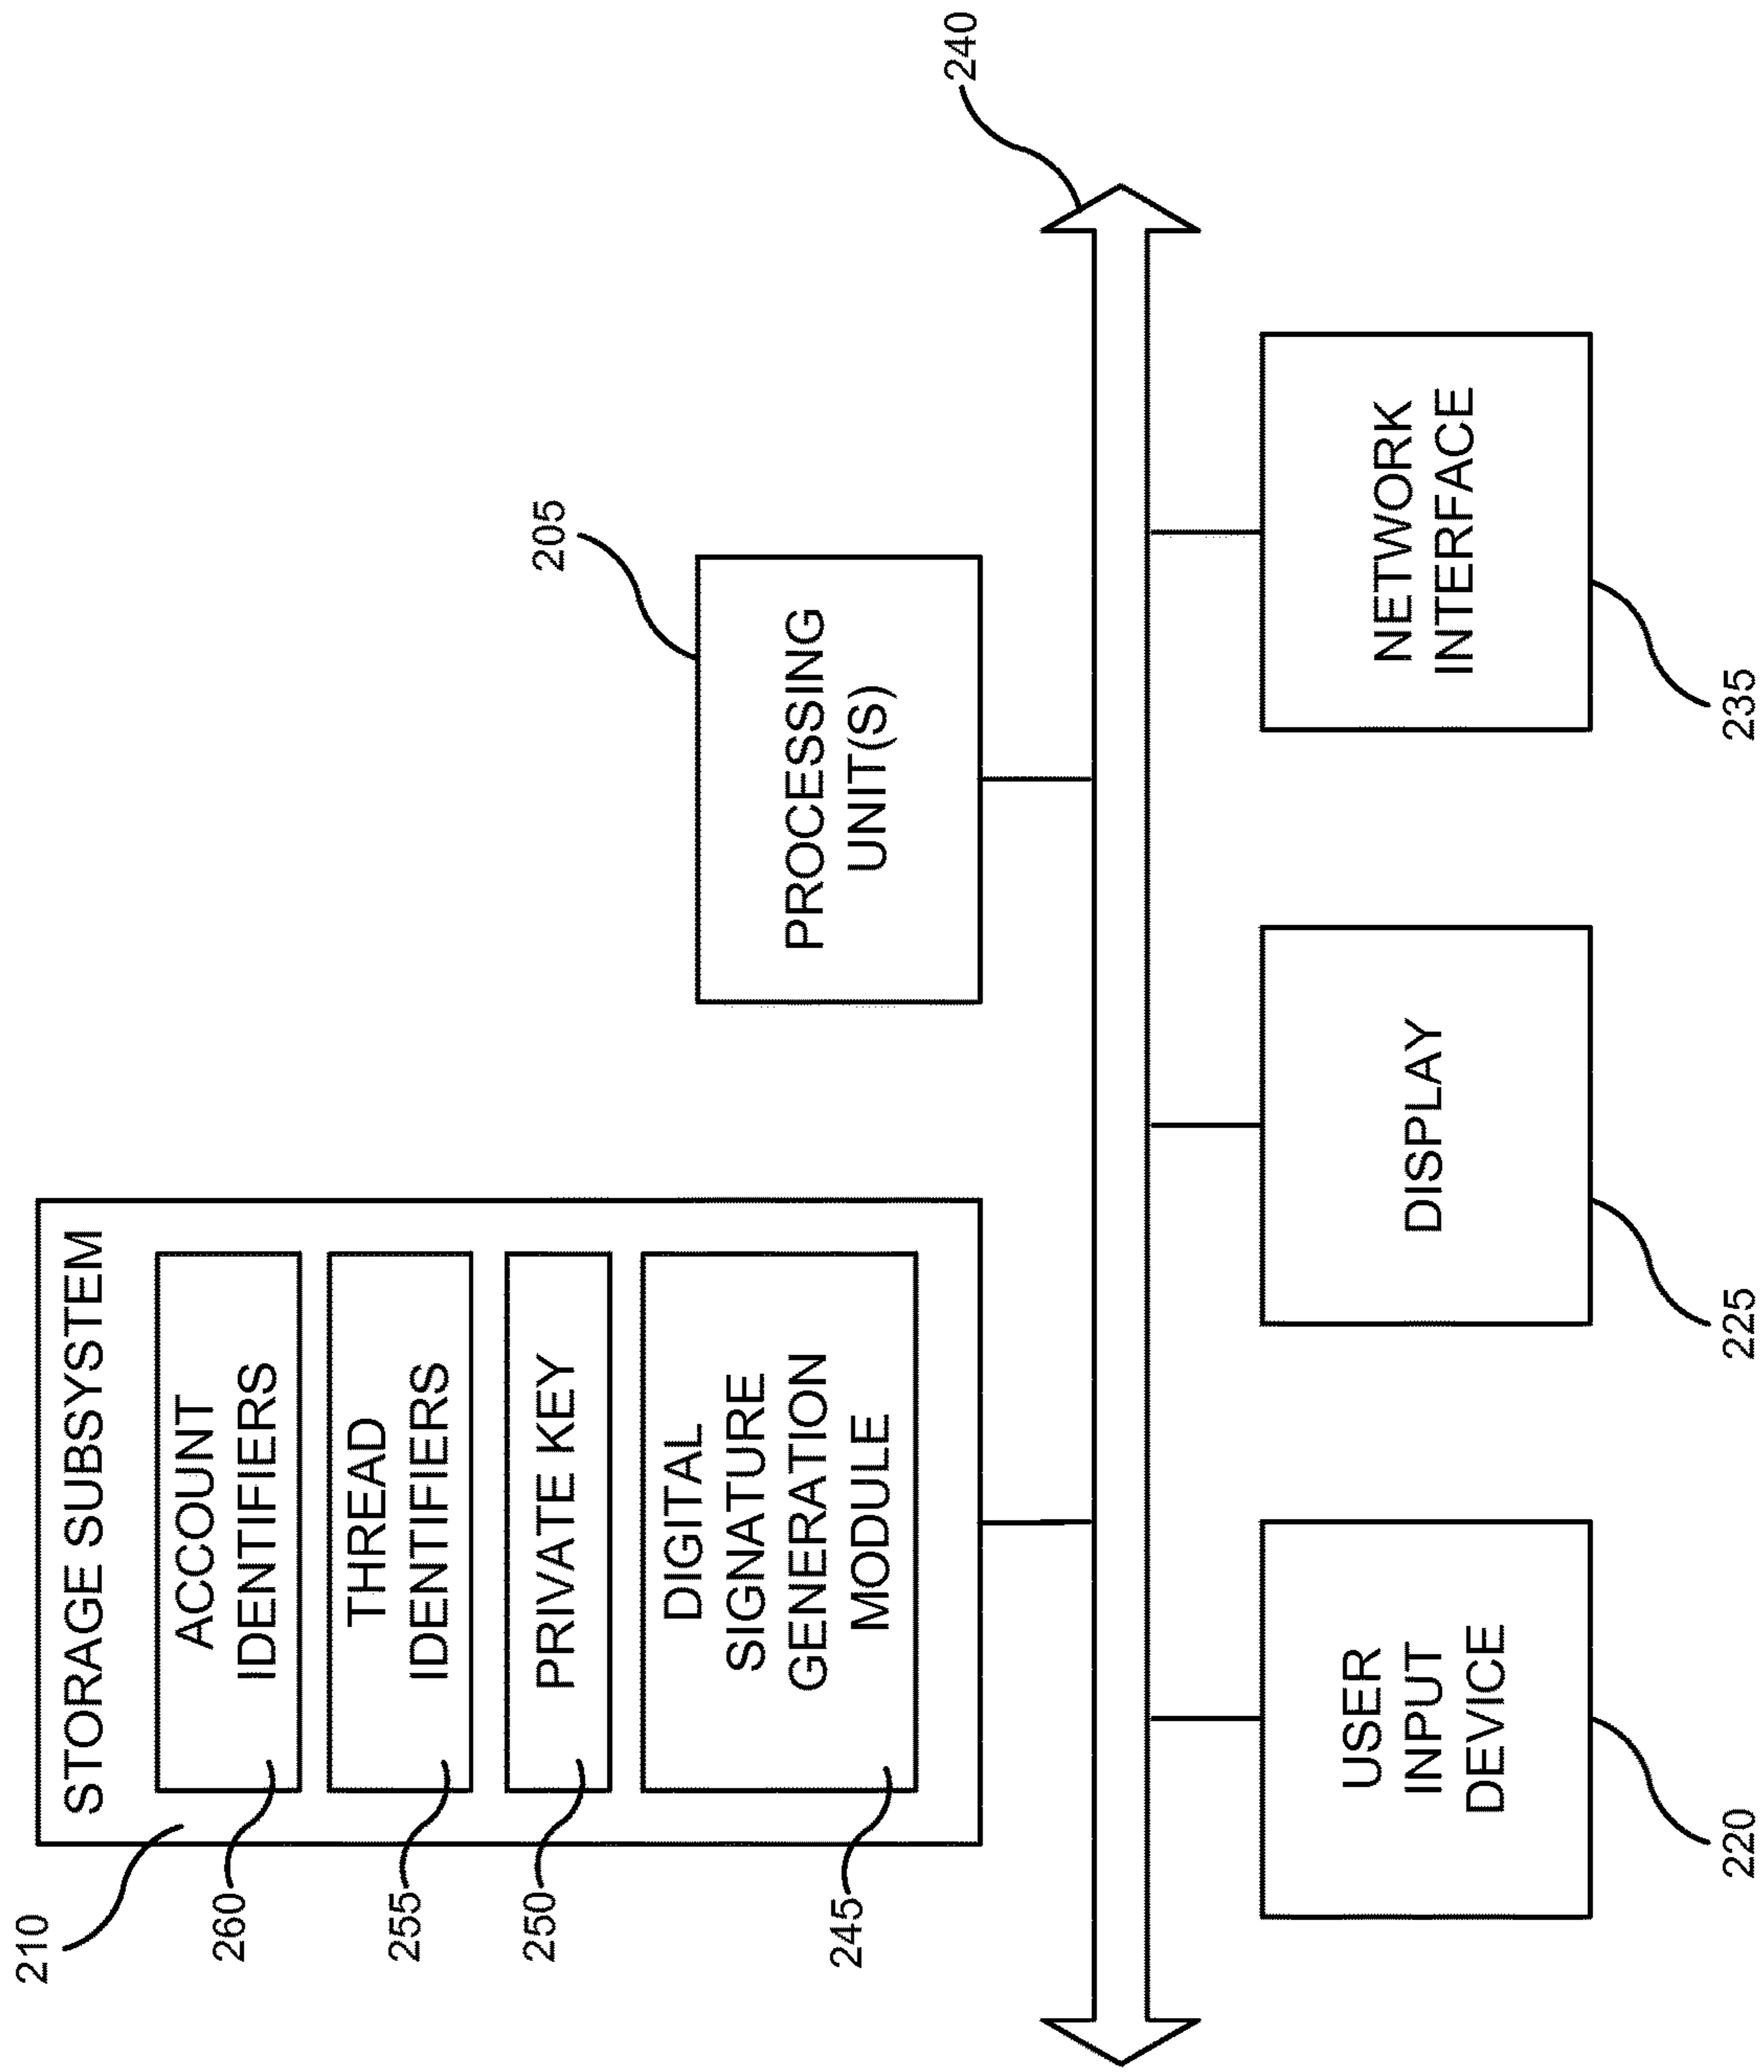 STORAGE SUBSYSTEM
210
ACCOUNT
IDENTIFIERS
260
THREAD
IDENTIFIERS
255
PRIVATE KEY
250
DIGITAL
SIGNATURE
GENERATION
MODULE
245
PROCESSING
UNIT(S)
205
240
USER
INPUT
DEVICE
220
DISPLAY
225
NETWORK
INTERFACE
235